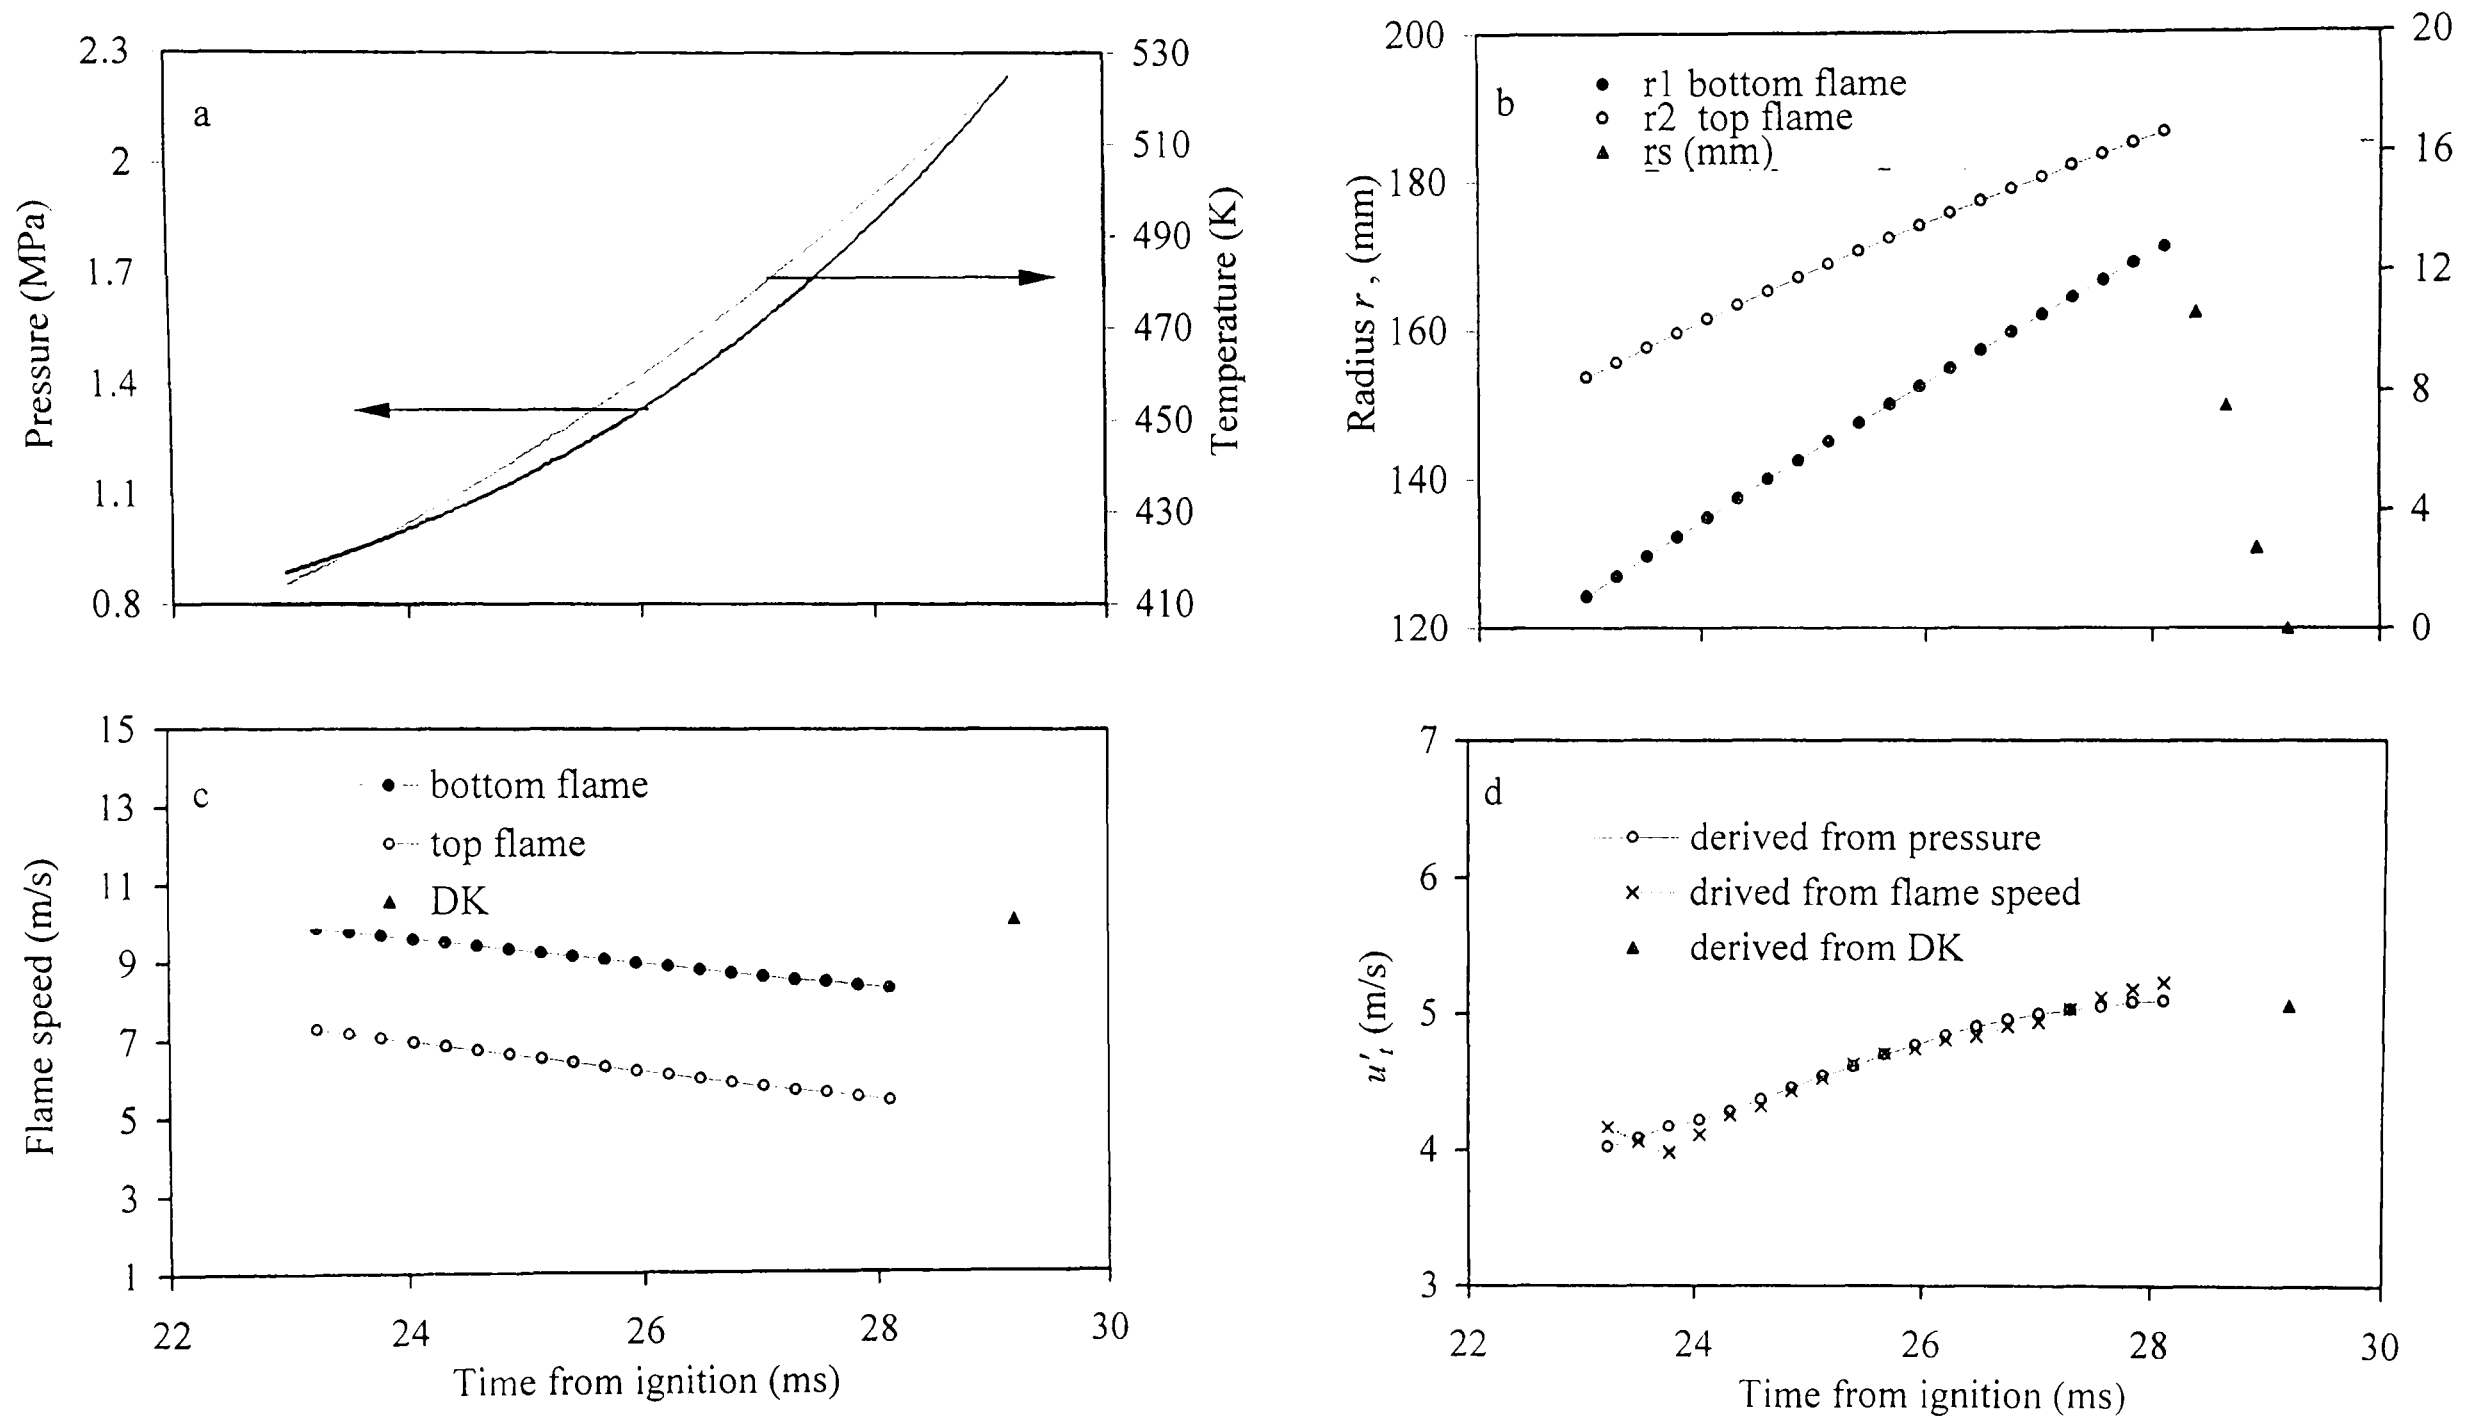 2.3
2
1.7
1.4
1.1
0.8
Pressure (MPa)
a
530
510
490
470
450
430
410
Temperature (K)
200
180
160
140
120
Radius r , (mm)
b
r1 bottom flame
r2 top flame
rs (mm)
20
16
12
8
4
0
15
13
11
9
7
5
3
1
Flame speed (m/s)
c
bottom flame
top flame
DK
22 24 26 28 30
Time from ignition (ms)
7
6
5
4
3
u't (m/s)
d
derived from pressure
drived from flame speed
derived from DK
22 24 26 28 30
Time from ignition (ms)